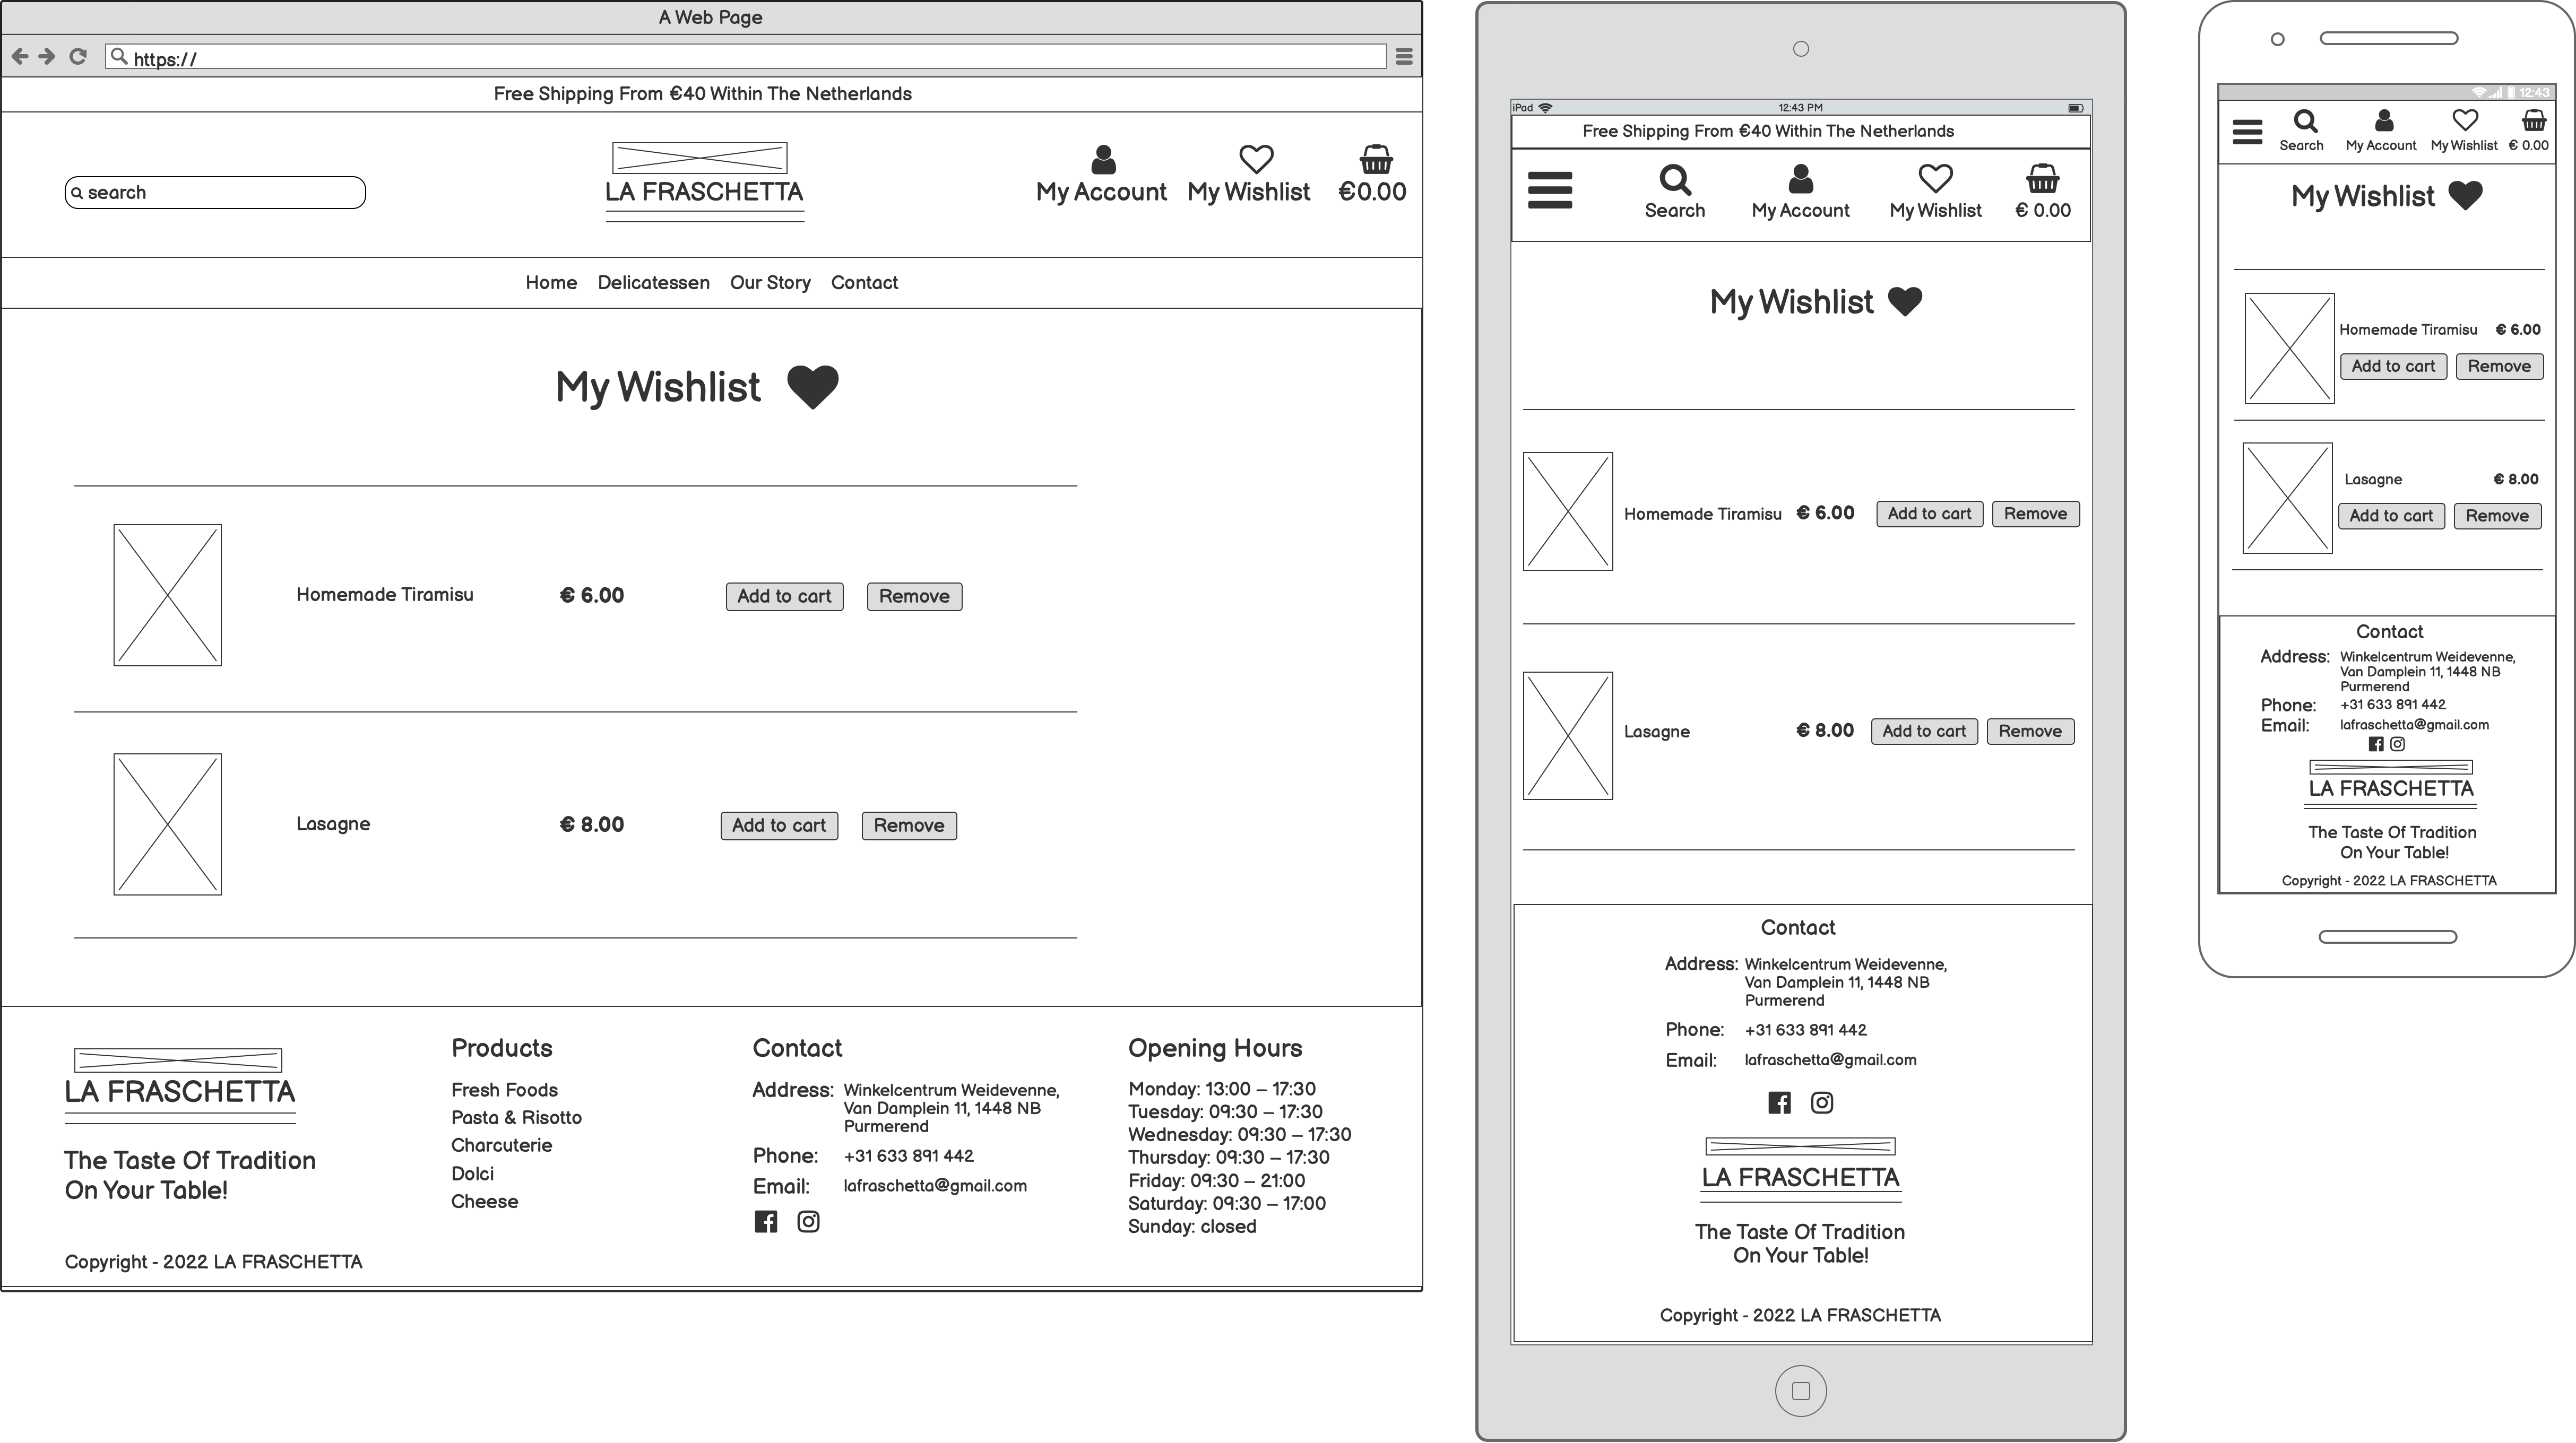 A Web Page
https://
Free Shipping From €40 Within The Netherlands
search
LA FRASCHETTA
My Account
My Wishlist
€0.00
Home Delicatessen Our Story Contact
My Wishlist
Homemade Tiramisu € 6.00 Add to cart Remove
Lasagne € 8.00 Add to cart Remove
LA FRASCHETTA
The Taste Of Tradition
On Your Table!
Copyright - 2022 LA FRASCHETTA
Products
Fresh Foods
Pasta & Risotto
Charcuterie
Dolci
Cheese
Contact
Address: Winkelcentrum Weidevenne,
Van Damplein 11, 1448 NB
Purmerend
Phone: +31 633 891 442
Email: lafraschetta@gmail.com
Opening Hours
Monday: 13:00 – 17:30
Tuesday: 09:30 – 17:30
Wednesday: 09:30 – 17:30
Thursday: 09:30 – 17:30
Friday: 09:30 – 21:00
Saturday: 09:30 – 17:00
Sunday: closed
iPad 12:43 PM
Free Shipping From €40 Within The Netherlands
Search My Account My Wishlist € 0.00
My Wishlist
Homemade Tiramisu € 6.00 Add to cart Remove
Lasagne € 8.00 Add to cart Remove
Contact
Address: Winkelcentrum Weidevenne,
Van Damplein 11, 1448 NB
Purmerend
Phone: +31 633 891 442
Email: lafraschetta@gmail.com
LA FRASCHETTA
The Taste Of Tradition
On Your Table!
Copyright - 2022 LA FRASCHETTA
12:43
Search My Account My Wishlist € 0.00
My Wishlist
Homemade Tiramisu € 6.00
Add to cart Remove
Lasagne € 8.00
Add to cart Remove
Contact
Address: Winkelcentrum Weidevenne,
Van Damplein 11, 1448 NB
Purmerend
Phone: +31 633 891 442
Email: lafraschetta@gmail.com
LA FRASCHETTA
The Taste Of Tradition
On Your Table!
Copyright - 2022 LA FRASCHETTA